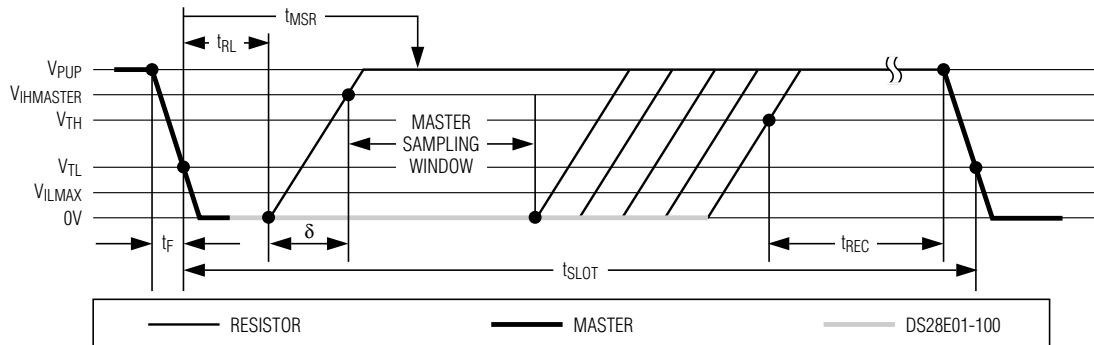 tMSR
tRL
VPUP
VIHMASTER
VTH
MASTER
SAMPLING
WINDOW
VTL
VILMAX
0V
tF
δ
tREC
tSLOT
RESISTOR MASTER DS28E01-100